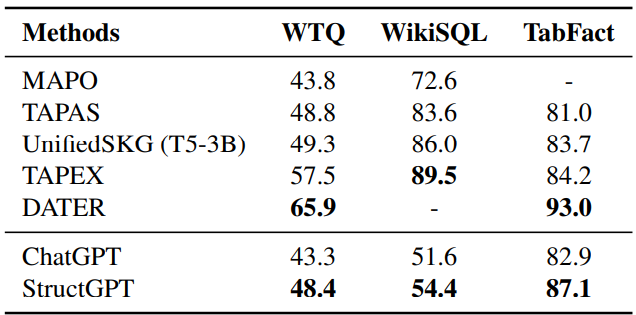 Methods WTQ WikiSQL TabFact
MAPO 43.8 72.6 -
TAPAS 48.8 83.6 81.0
UnifiedSKG (T5-3B) 49.3 86.0 83.7
TAPEX 57.5 89.5 84.2
DATER 65.9 - 93.0
ChatGPT 43.3 51.6 82.9
StructGPT 48.4 54.4 87.1